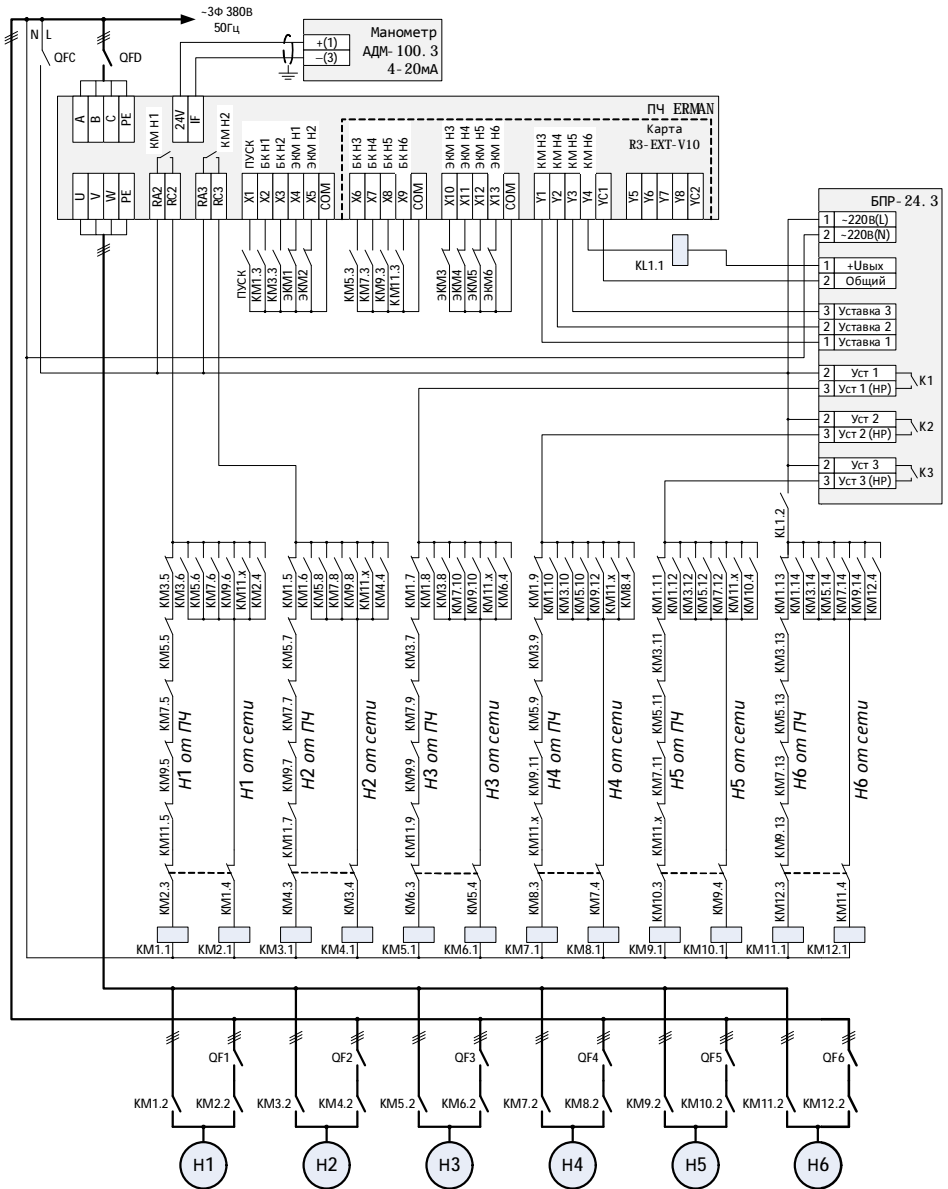 ~3Ф 380В
50Гц
N L
QFC
QFD
Манометр
АДМ-100.3
4-20мА
+(1)
−(3)
ПЧ ERMAN
Карта
R3-EXT-V10
A
B
C
PE
24V
IF
КМ Н1
КМ Н2
ПУСК
БК Н1
БК Н2
ЭКМ Н1
ЭКМ Н2
БК Н3
БК Н4
БК Н5
БК Н6
ЭКМ Н3
ЭКМ Н4
ЭКМ Н5
ЭКМ Н6
КМ Н3
КМ Н4
КМ Н5
КМ Н6
U
V
W
PE
RA2
RC2
RA3
RC3
X1
X2
X3
X4
X5
COM
X6
X7
X8
X9
COM
X10
X11
X12
X13
COM
Y1
Y2
Y3
Y4
YC1
Y5
Y6
Y7
Y8
YC2
ПУСК
КМ1.3
КМ3.3
ЭКМ1
ЭКМ2
КМ5.3
КМ7.3
КМ9.3
КМ11.3
ЭКМ3
ЭКМ4
ЭКМ5
ЭКМ6
KL1.1
БПР-24.3
1 ~220В(L)
2 ~220В(N)
1 +Uвых
2 Общий
3 Уставка 3
2 Уставка 2
1 Уставка 1
2 Уст 1
3 Уст 1 (НР)
К1
2 Уст 2
3 Уст 2 (НР)
К2
2 Уст 3
3 Уст 3 (НР)
К3
KL1.2
КМ3.5
КМ3.6
КМ5.6
КМ7.6
КМ9.6
КМ11.x
КМ2.4
КМ1.5
КМ1.6
КМ5.8
КМ7.8
КМ9.8
КМ11.x
КМ4.4
КМ1.7
КМ1.8
КМ3.8
КМ7.10
КМ9.10
КМ11.x
КМ6.4
КМ1.9
КМ1.10
КМ3.10
КМ5.10
КМ9.12
КМ11.x
КМ8.4
КМ1.11
КМ1.12
КМ3.12
КМ5.12
КМ7.12
КМ11.x
КМ10.4
КМ1.13
КМ1.14
КМ3.14
КМ5.14
КМ7.14
КМ9.14
КМ12.4
КМ5.5
КМ7.5
КМ9.5
КМ11.5
Н1 от ПЧ
Н1 от сети
КМ5.7
КМ7.7
КМ9.7
КМ11.7
Н2 от ПЧ
Н2 от сети
КМ3.7
КМ7.9
КМ9.9
КМ11.9
Н3 от ПЧ
Н3 от сети
КМ3.9
КМ5.9
КМ9.11
КМ11.x
Н4 от ПЧ
Н4 от сети
КМ3.11
КМ5.11
КМ7.11
КМ11.x
Н5 от ПЧ
Н5 от сети
КМ3.13
КМ5.13
КМ7.13
КМ9.13
Н6 от ПЧ
Н6 от сети
КМ2.3
КМ1.4
КМ4.3
КМ3.4
КМ6.3
КМ5.4
КМ8.3
КМ7.4
КМ10.3
КМ9.4
КМ12.3
КМ11.4
КМ1.1
КМ2.1
КМ3.1
КМ4.1
КМ5.1
КМ6.1
КМ7.1
КМ8.1
КМ9.1
КМ10.1
КМ11.1
КМ12.1
QF1
QF2
QF3
QF4
QF5
QF6
КМ1.2
КМ2.2
КМ3.2
КМ4.2
КМ5.2
КМ6.2
КМ7.2
КМ8.2
КМ9.2
КМ10.2
КМ11.2
КМ12.2
Н1
Н2
Н3
Н4
Н5
Н6